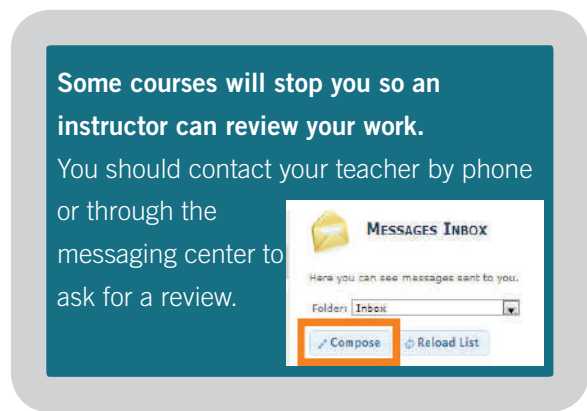 Some courses will stop you so an
instructor can review your work.
You should contact your teacher by phone
or through the
messaging center to
ask for a review.
MESSAGES INBOX
Here you can see messages sent to you.
Folder: Inbox
Compose Reload List